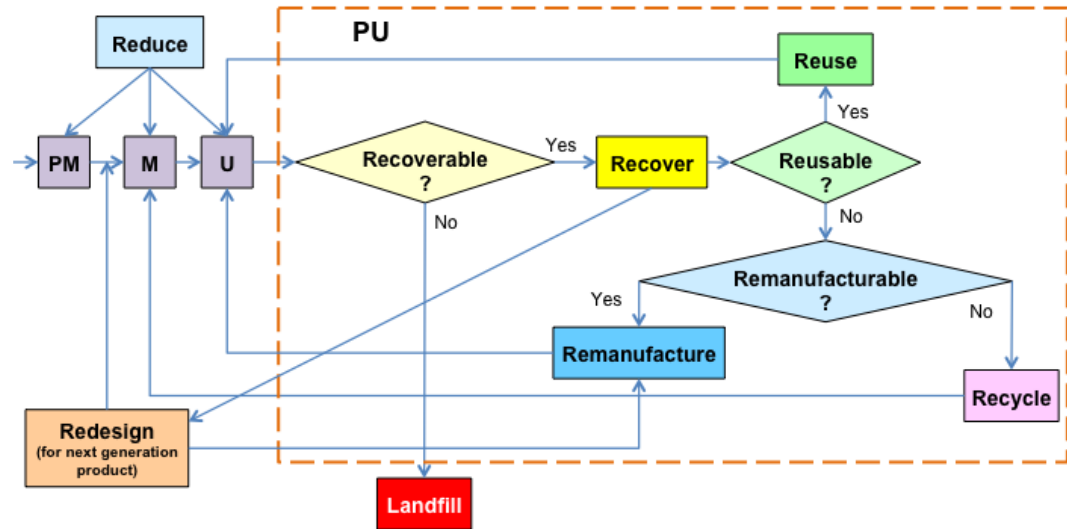 PU
Reduce
Reuse
Yes
PM
M
U
Recoverable
?
Yes
Recover
Reusable
?
No
No
Remanufacturable
?
Yes
No
Remanufacture
Recycle
Redesign
(for next generation
product)
Landfill